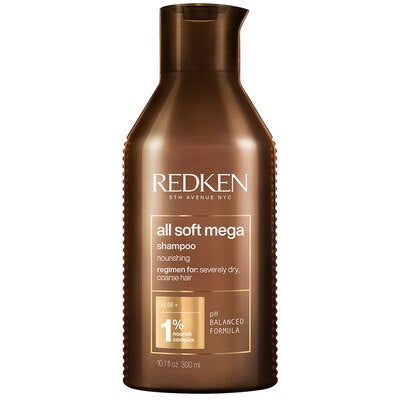 REDKEN
5TH AVENUE NYC
all soft mega
shampoo
nourishing
regimen for: severely dry,
coarse hair
ALOE +
1%
nourish
complex
pH
BALANCED
FORMULA
10.1 fl oz 300 ml